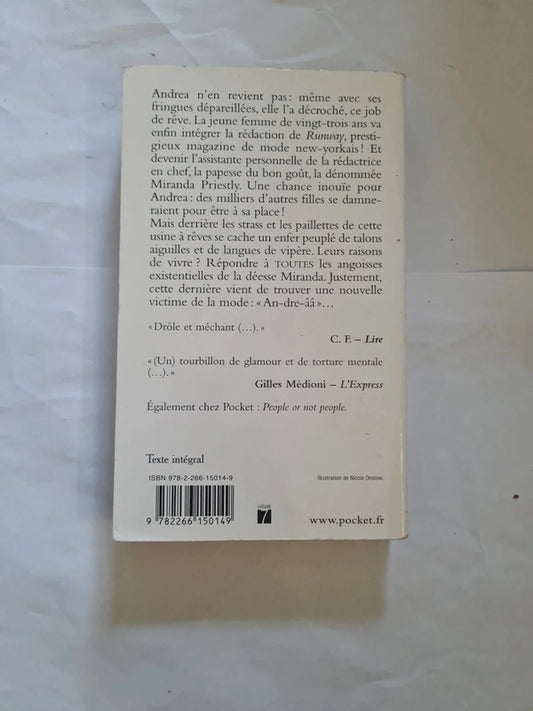 Andrea n'en revient pas : même avec ses
fringues dépareillées, elle l'a décroché, ce job
de rêve. La jeune femme de vingt-trois ans va
enfin intégrer la rédaction de Runway, presti-
gieux magazine de mode new-yorkais ! Et
devenir l'assistante personnelle de la rédactrice
en chef, la papesse du bon goût, la dénommée
Miranda Priestly. Une chance inouïe pour
Andrea : des milliers d'autres filles se damne-
raient pour être à sa place !
Mais derrière les strass et les paillettes de cette
usine à rêves se cache un enfer peuplé de talons
aiguilles et de langues de vipère. Leurs raisons
de vivre ? Répondre à TOUTES les angoisses
existentielles de la déesse Miranda. Justement,
cette dernière vient de trouver une nouvelle
victime de la mode : « An-dre-ââ »…
« Drôle et méchant (…). »
C. F. – Lire
« (Un) tourbillon de glamour et de torture mentale
(…). »
Gilles Médioni – L'Express
Également chez Pocket : People or not people.
Texte intégral
ISBN 978-2-266-15014-9
Illustration de Nicole Onslow.
9 782266 150149
7
www.pocket.fr